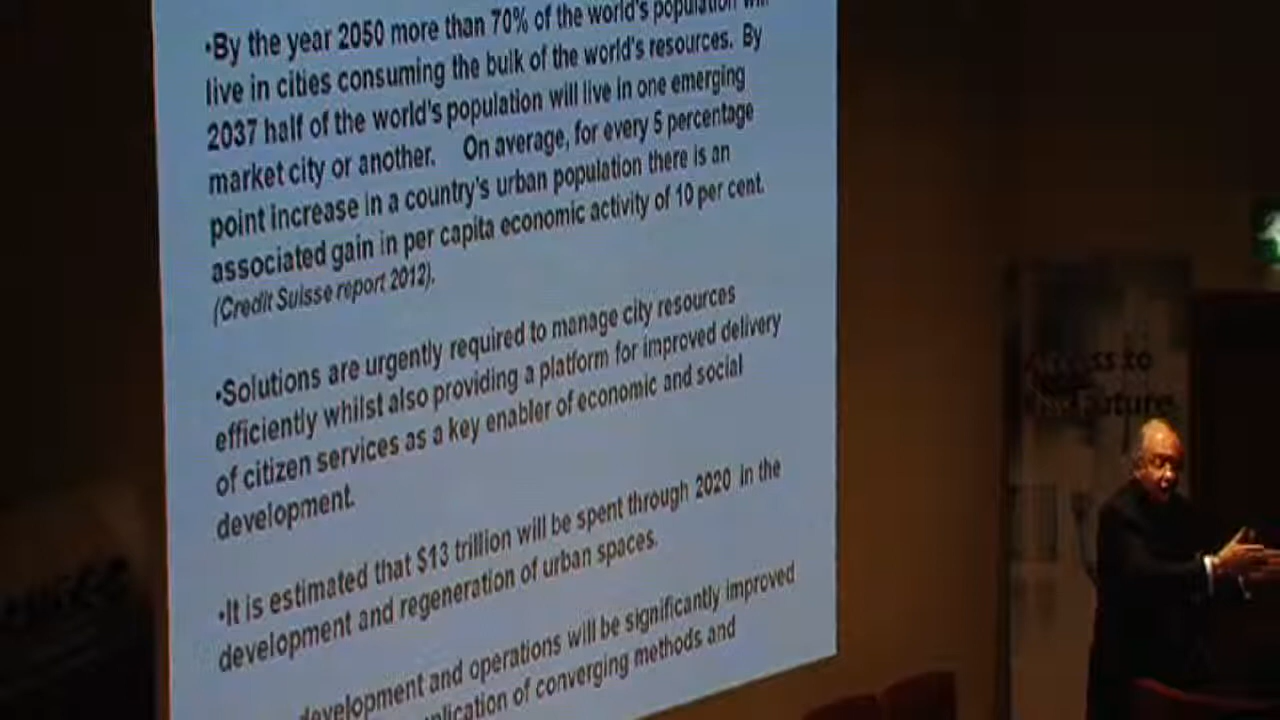 •By the year 2050 more than 70% of the world's population
live in cities consuming the bulk of the world's resources. By
2037 half of the world's population will live in one emerging
market city or another. On average, for every 5 percentage
point increase in a country's urban population there is an
associated gain in per capita economic activity of 10 per cent.
(Credit Suisse report 2012).
•Solutions are urgently required to manage city resources
efficiently whilst also providing a platform for improved delivery
of citizen services as a key enabler of economic and social
development.
•It is estimated that $13 trillion will be spent through 2020 in the
development and regeneration of urban spaces.
and operations will be significantly improved
of converging methods and
Access to
the Future